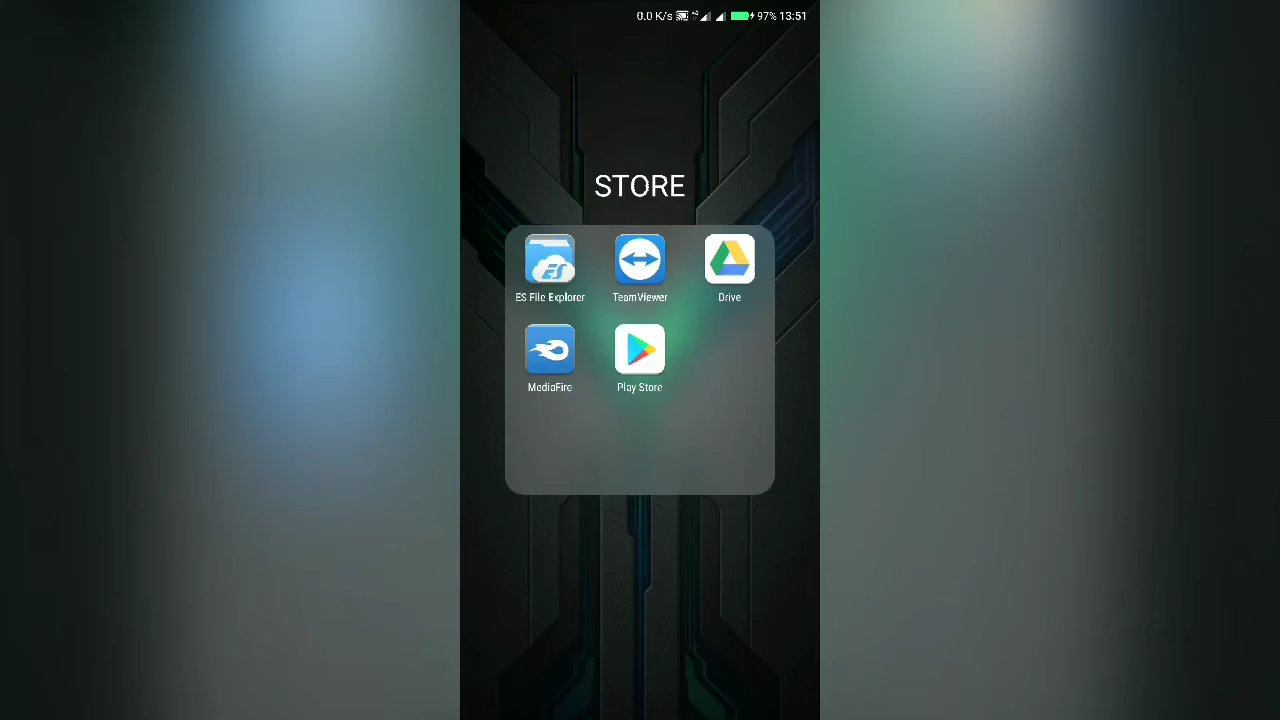 0.0 K/s 97% 13:51
STORE
ES File Explorer TeamViewer Drive
MediaFire Play Store